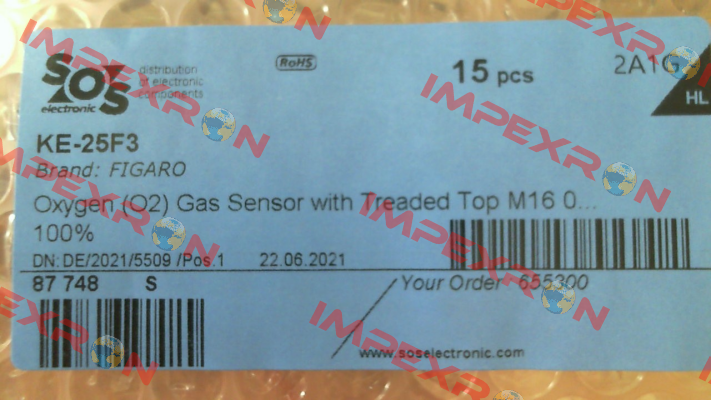 SOS electronic
distribution of electronic components
RoHS
15 pcs
2A1G
HL
KE-25F3
Brand: FIGARO
Oxygen (O2) Gas Sensor with Treaded Top M16 0...
100%
DN: DE/2021/5509 /Pos.1 22.06.2021
87 748 S
Your Order 655300
www.soselectronic.com
IMPEXRON
IMPEXRON
IMPEXRON
IMPEXRON
IMPEXRON
IMPEXRON